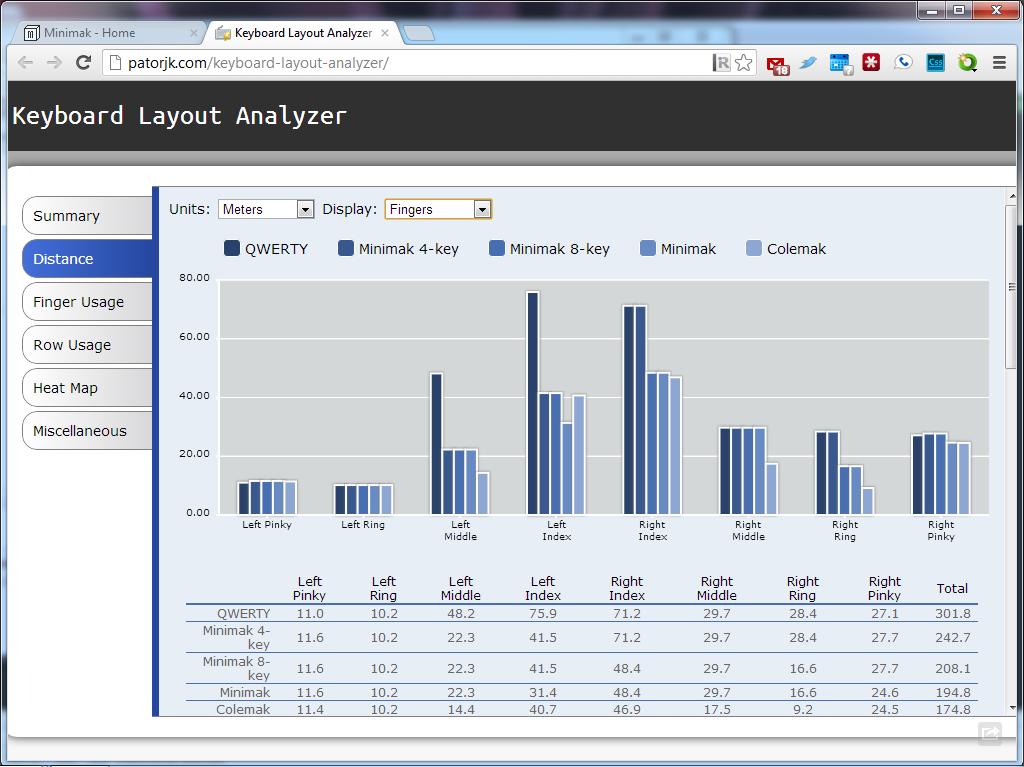 Minimak - Home
Keyboard Layout Analyzer
patorjk.com/keyboard-layout-analyzer/
18
Css
Keyboard Layout Analyzer
Summary
Distance
Finger Usage
Row Usage
Heat Map
Miscellaneous
Units: Meters Display: Fingers
QWERTY Minimak 4-key Minimak 8-key Minimak Colemak
80.00
60.00
40.00
20.00
0.00
Left Pinky Left Ring Left Left Right Right Right Right
Middle Index Index Middle Ring Pinky
Left Left Left Left Right Right Right Right
Pinky Ring Middle Index Index Middle Ring Pinky Total
QWERTY 11.0 10.2 48.2 75.9 71.2 29.7 28.4 27.1 301.8
Minimak 4-
key 11.6 10.2 22.3 41.5 71.2 29.7 28.4 27.7 242.7
Minimak 8-
key 11.6 10.2 22.3 41.5 48.4 29.7 16.6 27.7 208.1
Minimak 11.6 10.2 22.3 31.4 48.4 29.7 16.6 24.6 194.8
Colemak 11.4 10.2 14.4 40.7 46.9 17.5 9.2 24.5 174.8